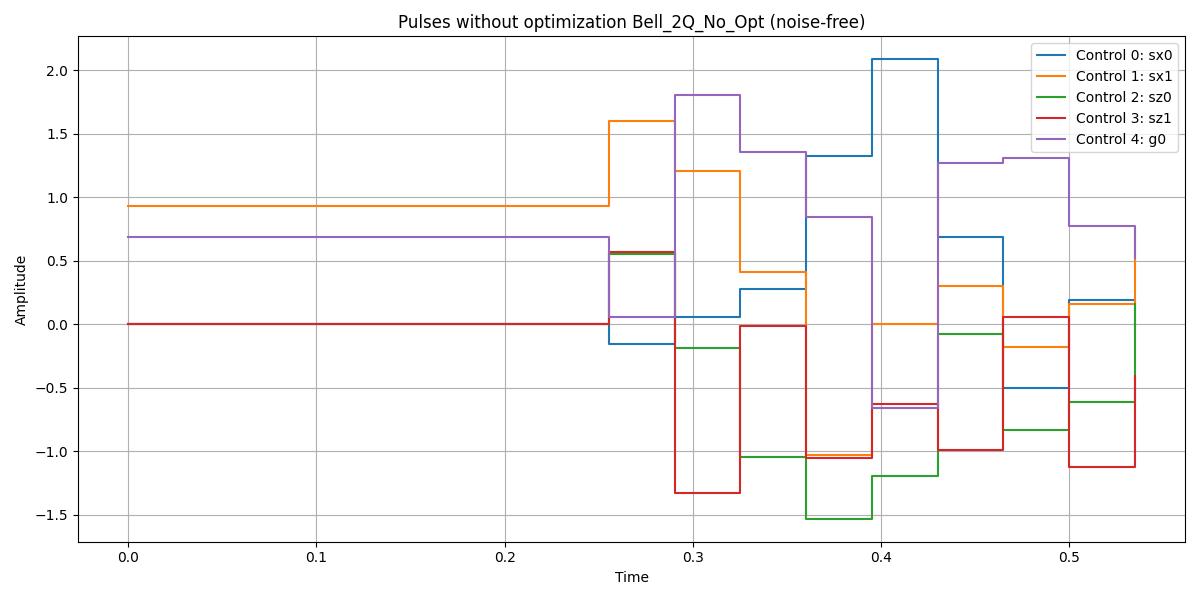 Pulses without optimization Bell_2Q_No_Opt (noise-free)
Control 0: sx0
Control 1: sx1
Control 2: sz0
Control 3: sz1
Control 4: g0
Amplitude
2.0
1.5
1.0
0.5
0.0
−0.5
−1.0
−1.5
0.0 0.1 0.2 0.3 0.4 0.5
Time